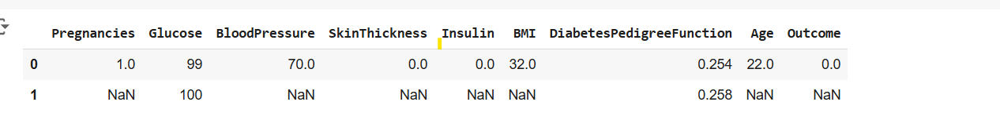 Pregnancies Glucose BloodPressure SkinThickness Insulin BMI DiabetesPedigreeFunction Age Outcome
0 1.0 99 70.0 0.0 0.0 32.0 0.254 22.0 0.0
1 NaN 100 NaN NaN NaN NaN 0.258 NaN NaN